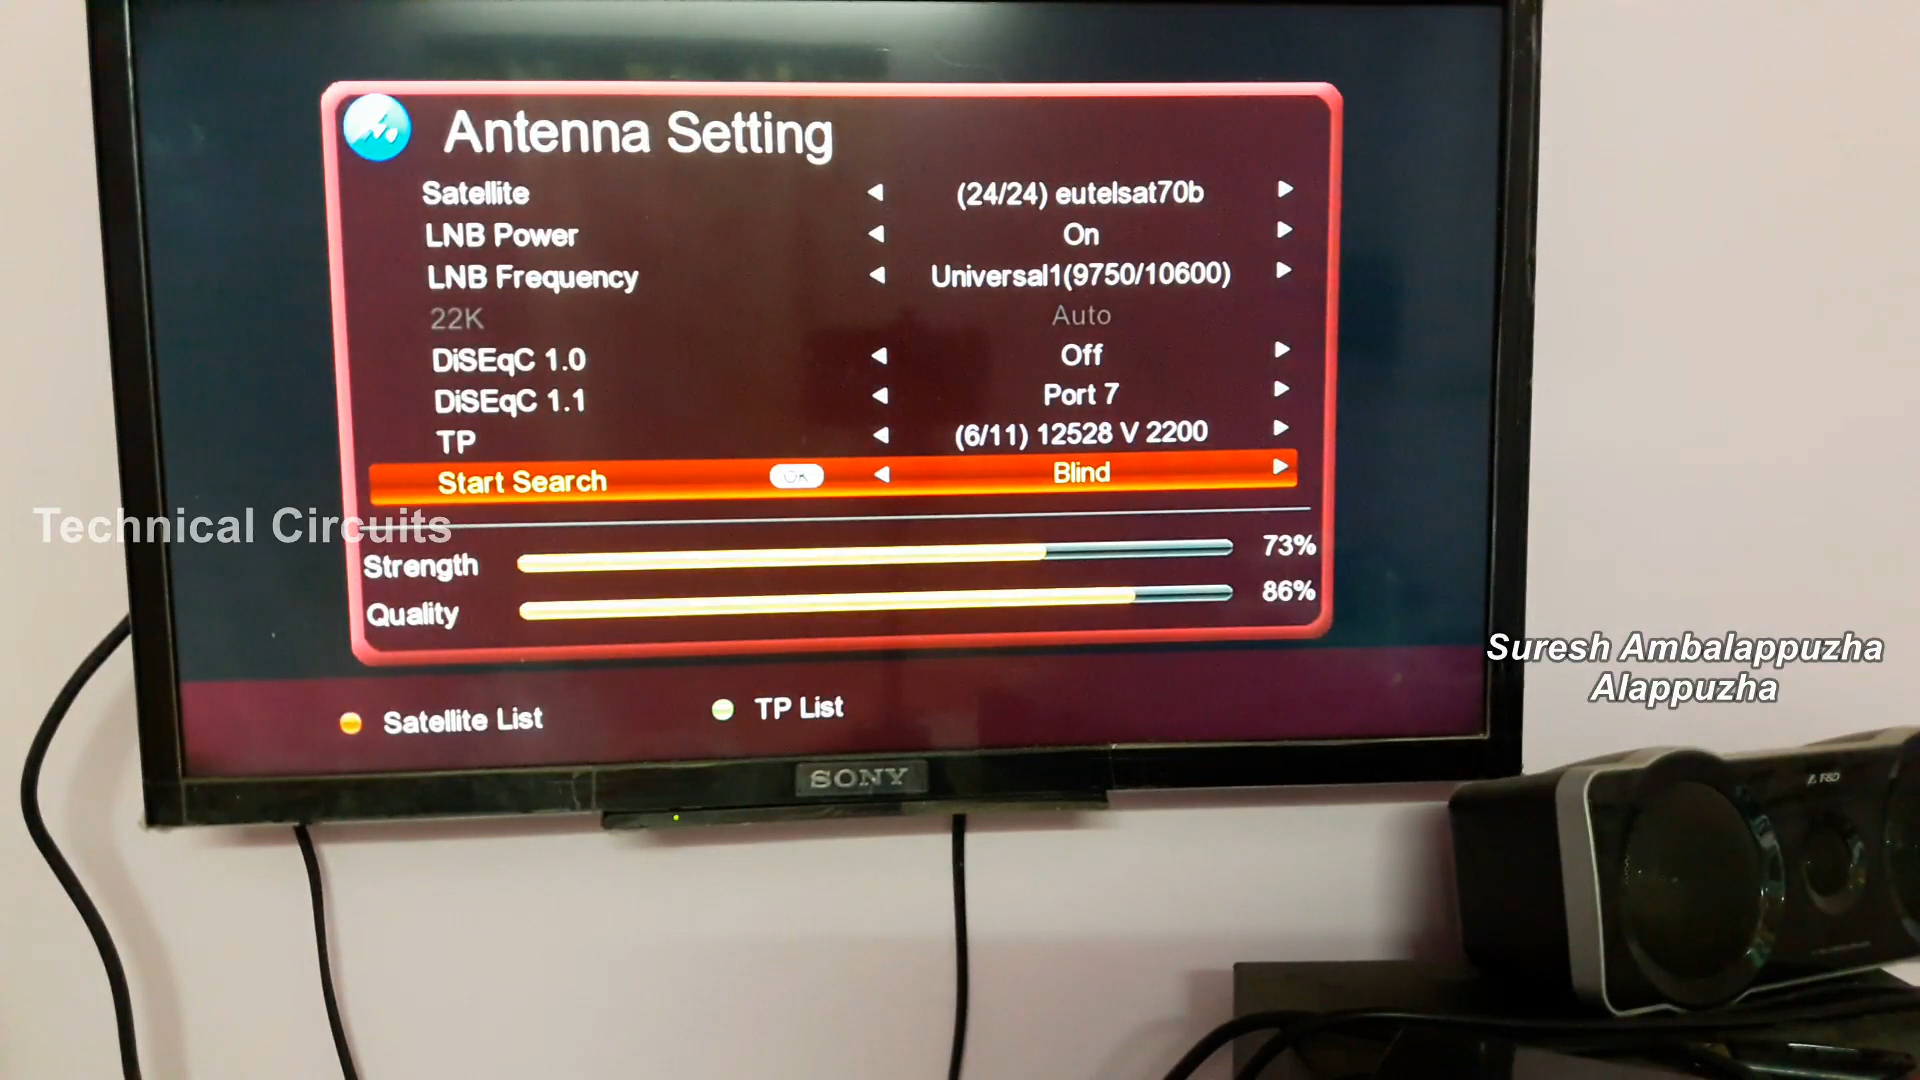 Antenna Setting
Satellite (24/24) eutelsat70b
LNB Power On
LNB Frequency Universal1(9750/10600)
22K Auto
DiSEqC 1.0 Off
DiSEqC 1.1 Port 7
TP (6/11) 12528 V 2200
Start Search OK Blind
Technical Circuits
Strength 73%
Quality 86%
Suresh Ambalappuzha
Alappuzha
Satellite List TP List
SONY
F&D